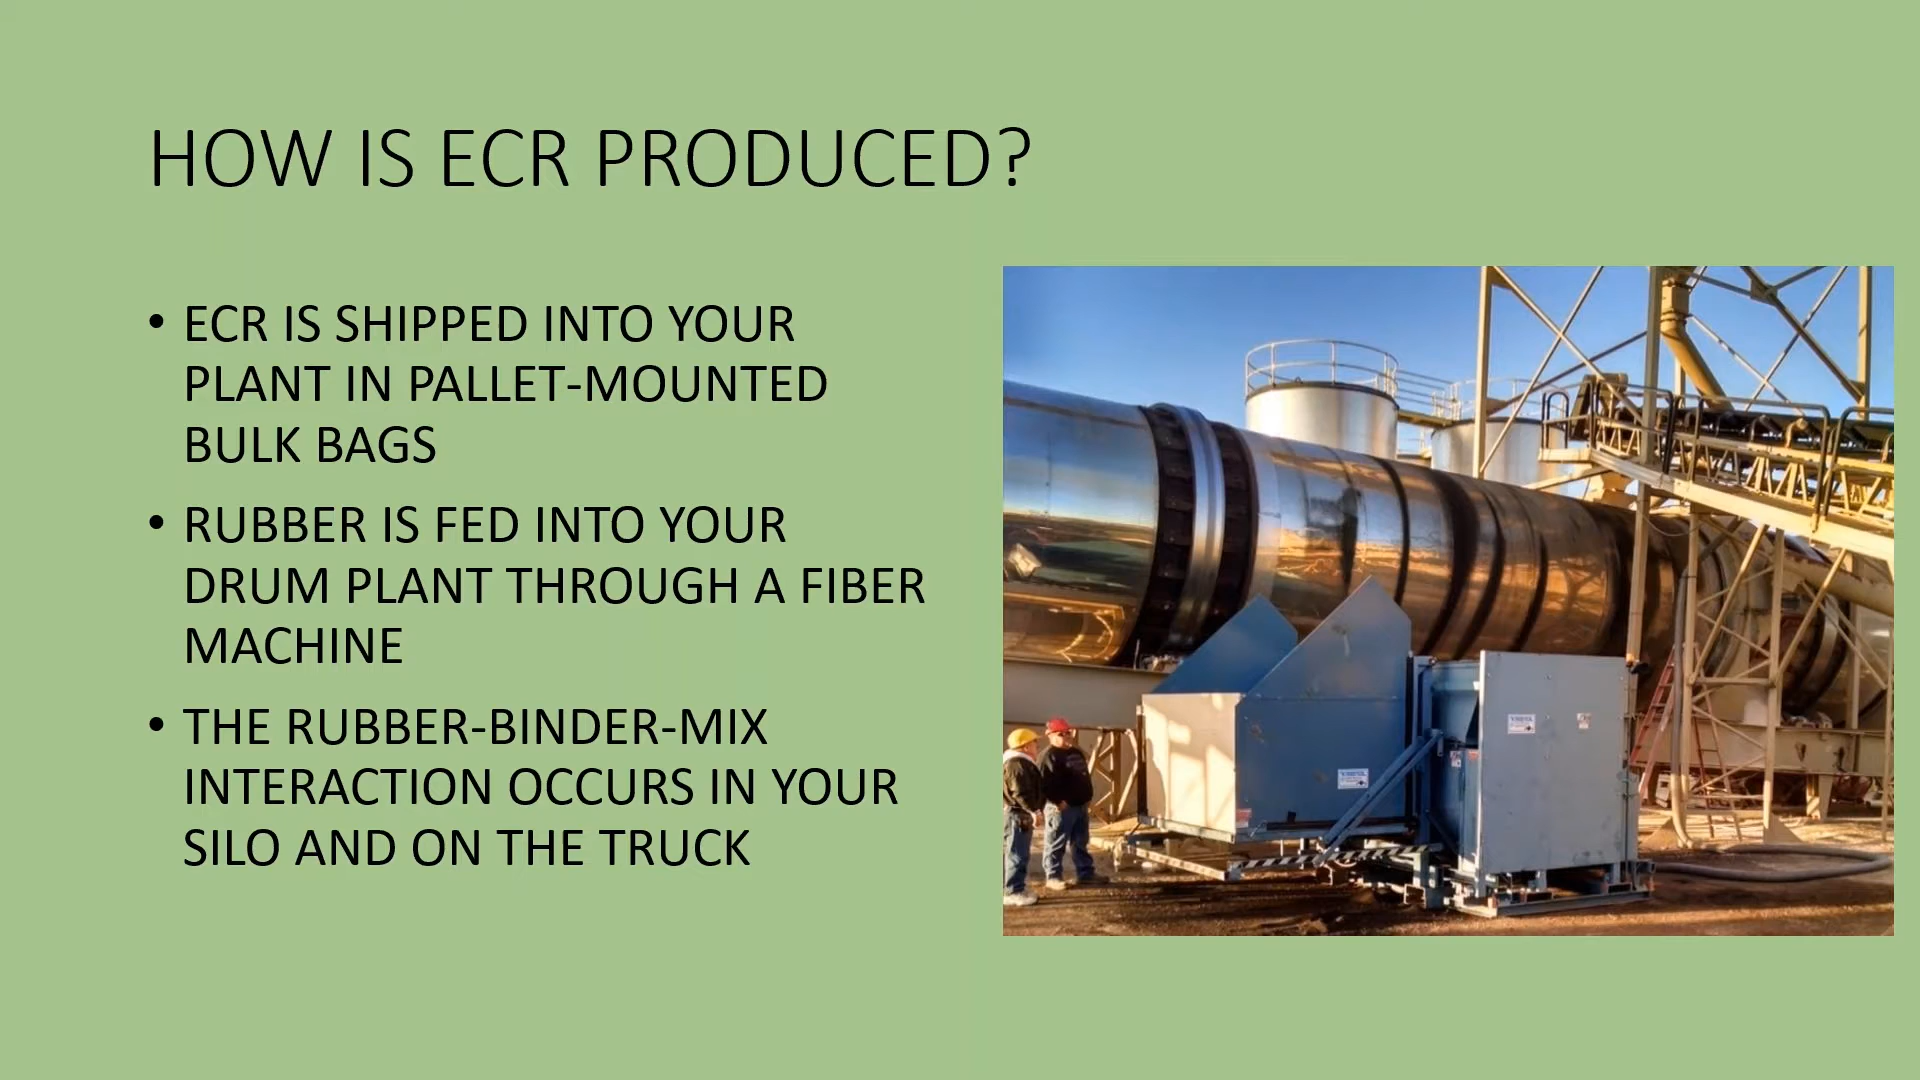 HOW IS ECR PRODUCED?
• ECR IS SHIPPED INTO YOUR
PLANT IN PALLET-MOUNTED
BULK BAGS
• RUBBER IS FED INTO YOUR
DRUM PLANT THROUGH A FIBER
MACHINE
• THE RUBBER-BINDER-MIX
INTERACTION OCCURS IN YOUR
SILO AND ON THE TRUCK